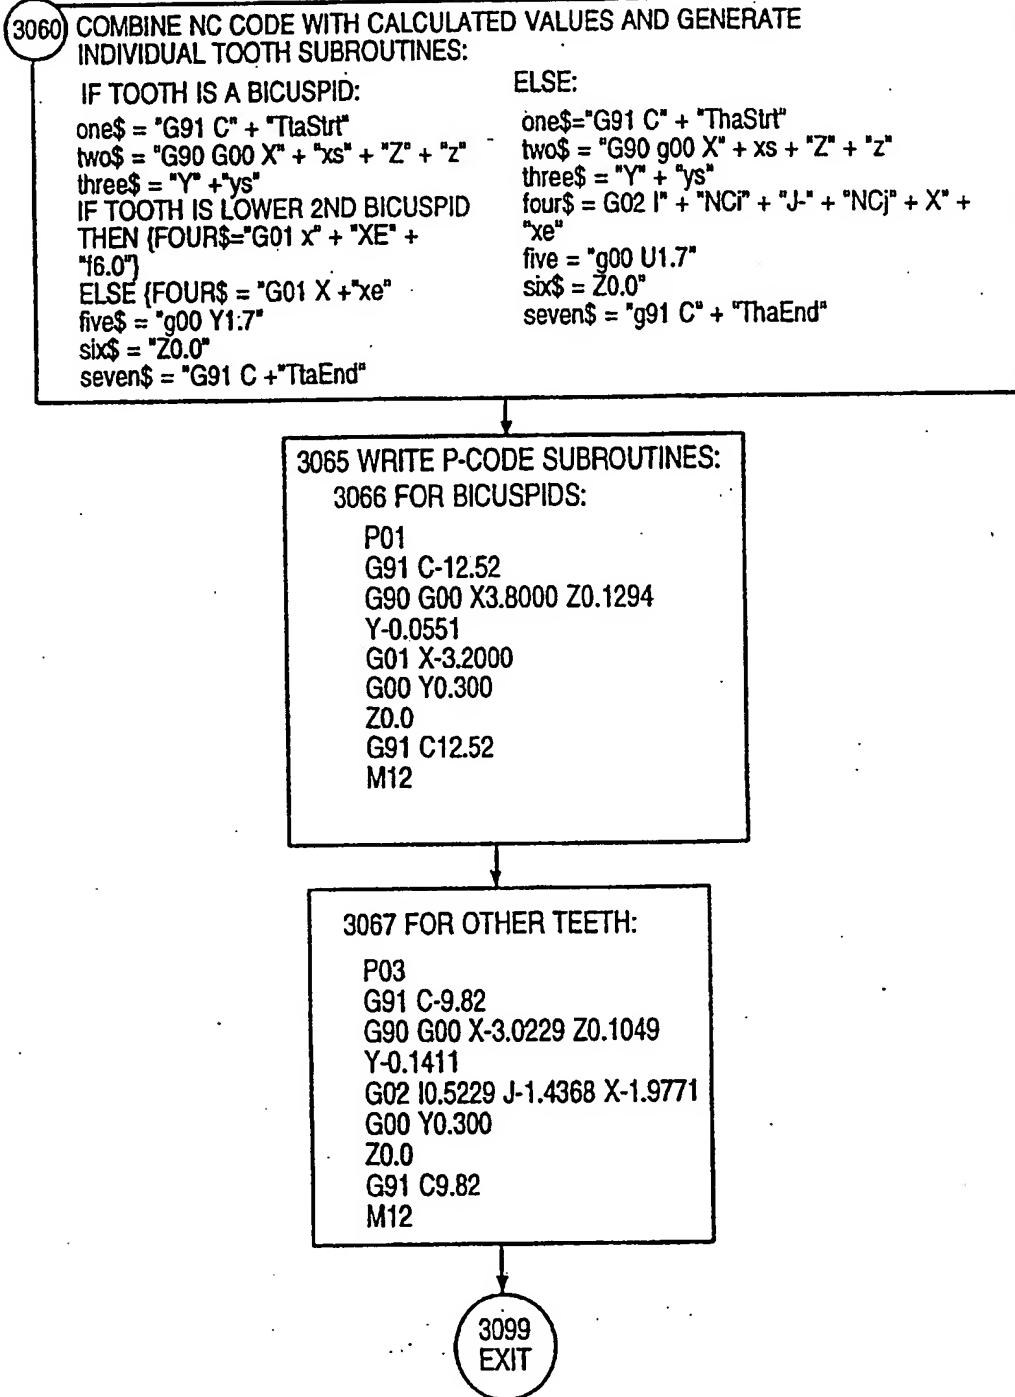 3060 COMBINE NC CODE WITH CALCULATED VALUES AND GENERATE
INDIVIDUAL TOOTH SUBROUTINES:
IF TOOTH IS A BICUSPID:
one$ = "G91 C" + "TtaStrt"
two$ = "G90 G00 X" + "xs" + "Z" + "z"
three$ = "Y" +"ys"
IF TOOTH IS LOWER 2ND BICUSPID
THEN {FOUR$="G01 x" + "XE" +
"f6.0"}
ELSE {FOUR$ = "G01 X +"xe"
five$ = "g00 Y1:7"
six$ = "Z0.0"
seven$ = "G91 C +"TtaEnd"
ELSE:
one$="G91 C" + "ThaStrt"
two$ = "G90 g00 X" + xs + "Z" + "z"
three$ = "Y" + "ys"
four$ = G02 I" + "NCi" + "J-" + "NCj" + X" +
"xe"
five = "g00 U1.7"
six$ = Z0.0"
seven$ = "g91 C" + "ThaEnd"
3065 WRITE P-CODE SUBROUTINES:
3066 FOR BICUSPIDS:
P01
G91 C-12.52
G90 G00 X3.8000 Z0.1294
Y-0.0551
G01 X-3.2000
G00 Y0.300
Z0.0
G91 C12.52
M12
3067 FOR OTHER TEETH:
P03
G91 C-9.82
G90 G00 X-3.0229 Z0.1049
Y-0.1411
G02 I0.5229 J-1.4368 X-1.9771
G00 Y0.300
Z0.0
G91 C9.82
M12
3099
EXIT